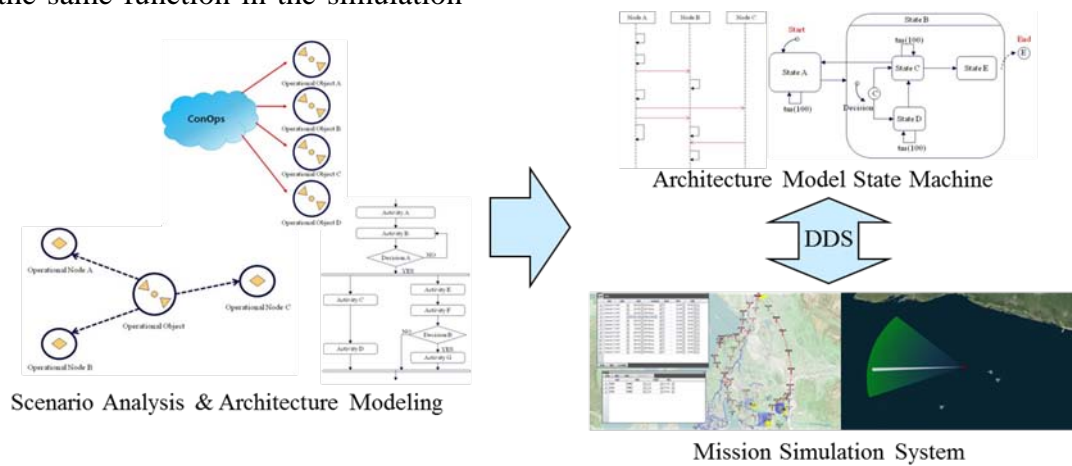 the same function in the simulation
ConOps
Operational Object A
Operational Object B
Operational Object C
Operational Object D
Operational Node A
Operational Object
Operational Node C
Operational Node B
Activity A
Activity B
Decision A
NO
YES
Activity C
Activity E
Activity F
NO
Decision B
YES
Activity D
Activity G
Scenario Analysis & Architecture Modeling
Node A
Node B
Node C
State B
Start
tm(100)
End
E
State A
State C
State E
C
tm(100)
Decision
State D
tm(100)
Architecture Model State Machine
DDS
Mission Simulation System